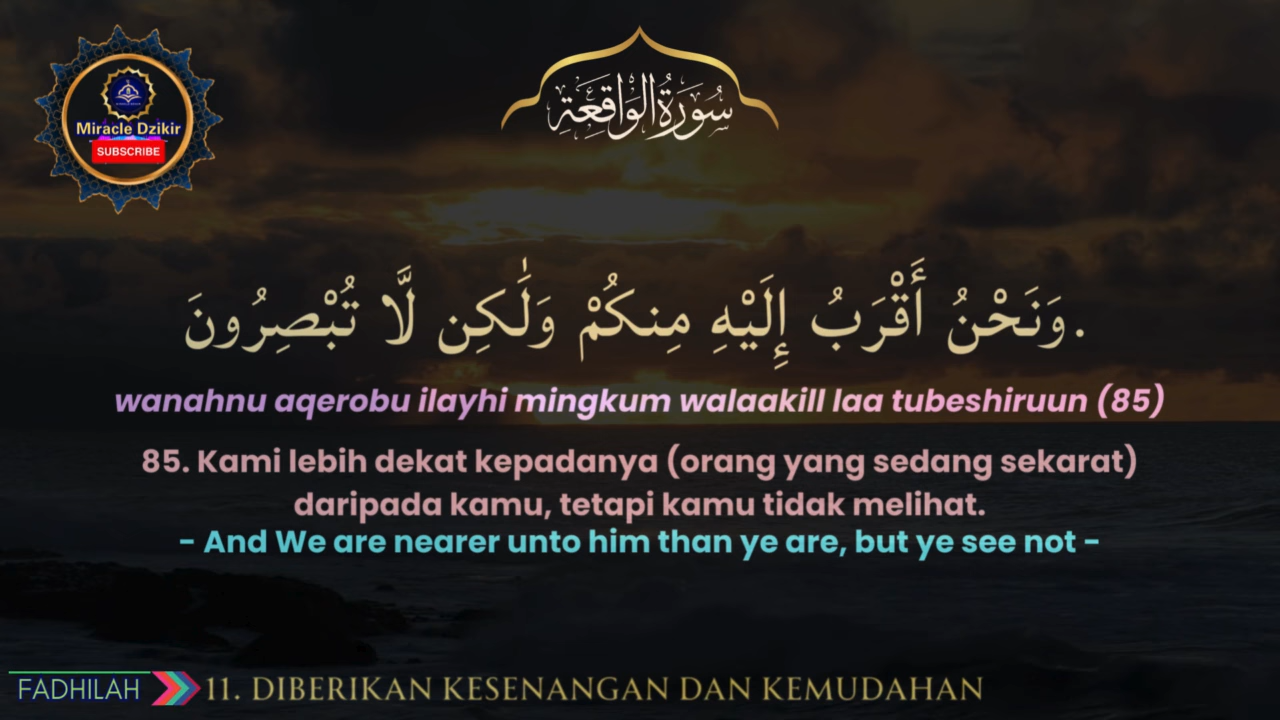 Miracle Dzikir
SUBSCRIBE
سُورَةُ الْوَاقِعَةِ
.وَنَحْنُ أَقْرَبُ إِلَيْهِ مِنكُمْ وَلَٰكِن لَّا تُبْصِرُونَ
wanahnu aqerobu ilayhi mingkum walaakill laa tubeshiruun (85)
85. Kami lebih dekat kepadanya (orang yang sedang sekarat)
daripada kamu, tetapi kamu tidak melihat.
- And We are nearer unto him than ye are, but ye see not -
FADHILAH 11. DIBERIKAN KESENANGAN DAN KEMUDAHAN